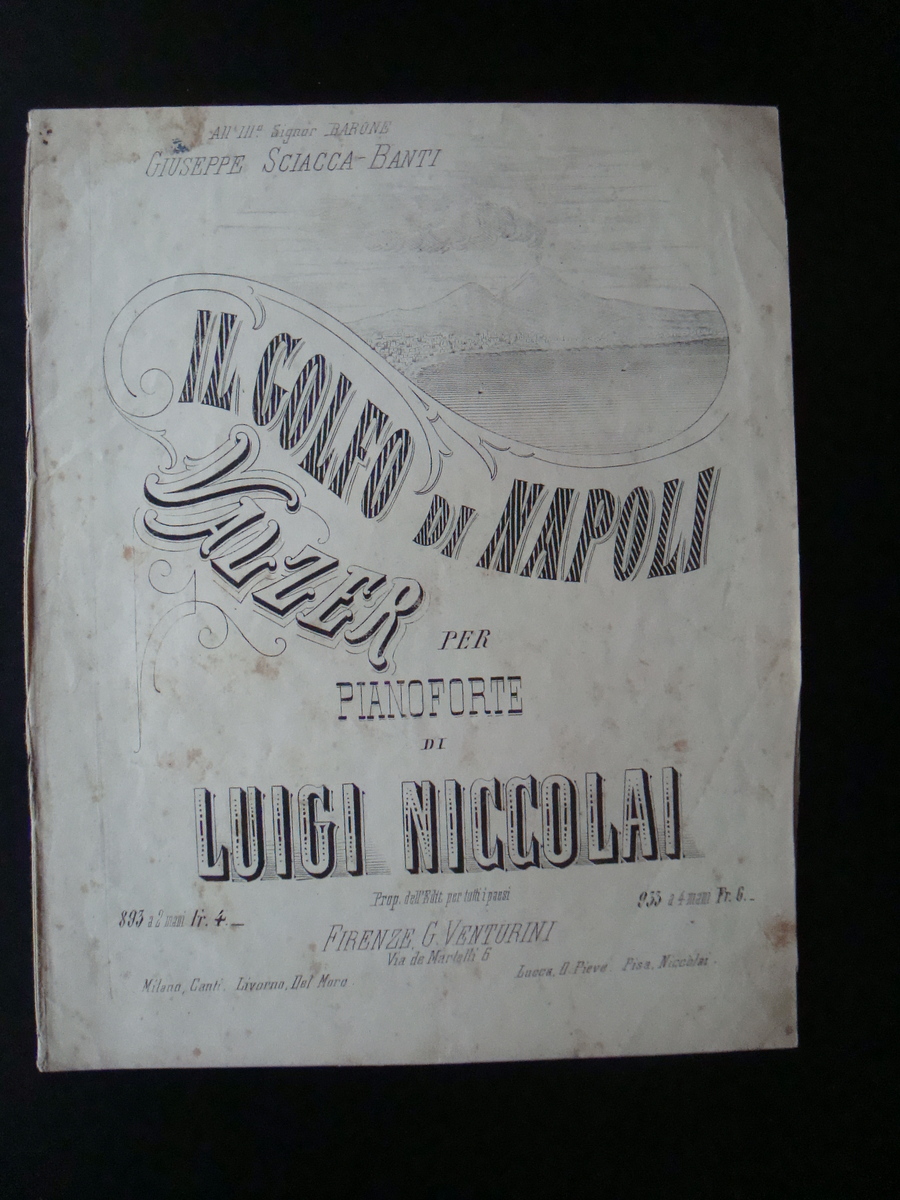 All' Ill.º Signor BARONE
GIUSEPPE SCIACCA-BANTI
IL GOLFO DI NAPOLI
VALZER
PER
PIANOFORTE
DI
LUIGI NICCOLAI
Prop. dell'Edit. per tutti i paesi
893 a 2 mani Fr. 4._
935 a 4 mani Fr. 6._
FIRENZE, G. VENTURINI
Via de Martelli 6
Milano, Canti. Livorno, Del Moro.
Lucca, D. Pieve. Pisa, Niccolai.